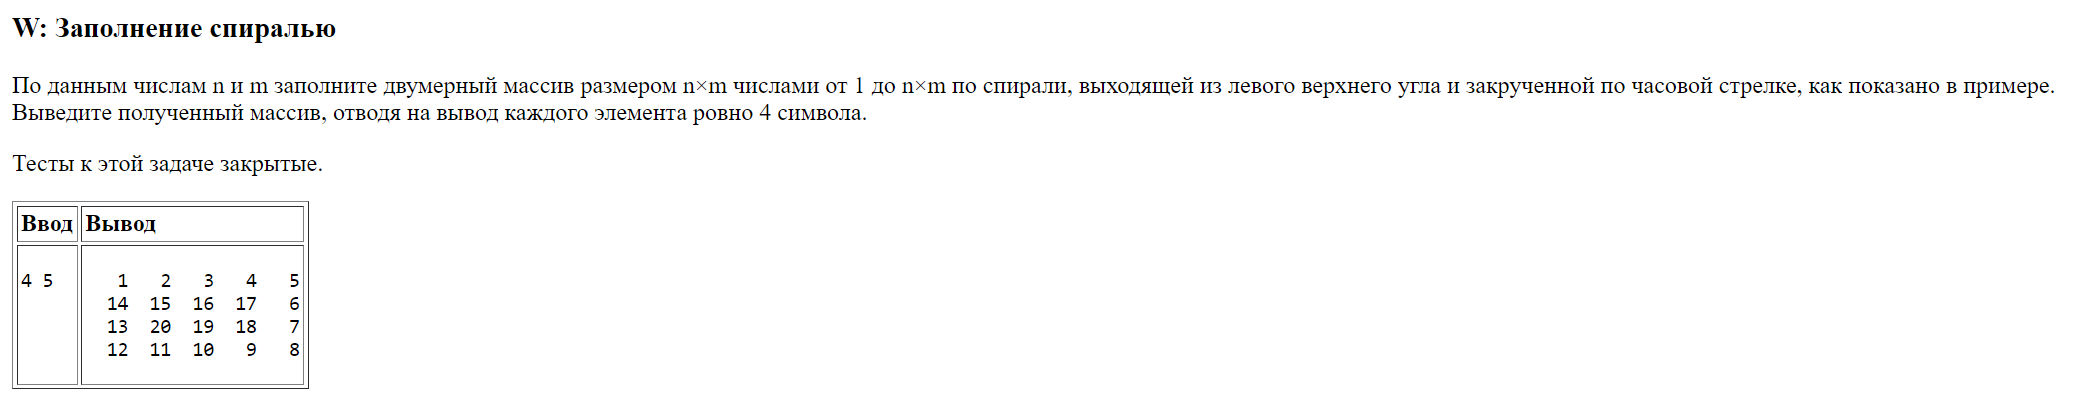 W: Заполнение спиралью
По данным числам n и m заполните двумерный массив размером n×m числами от 1 до n×m по спирали, выходящей из левого верхнего угла и закрученной по часовой стрелке, как показано в примере.
Выведите полученный массив, отводя на вывод каждого элемента ровно 4 символа.
Тесты к этой задаче закрытые.
Ввод Вывод
4 5 1 2 3 4 5
14 15 16 17 6
13 20 19 18 7
12 11 10 9 8